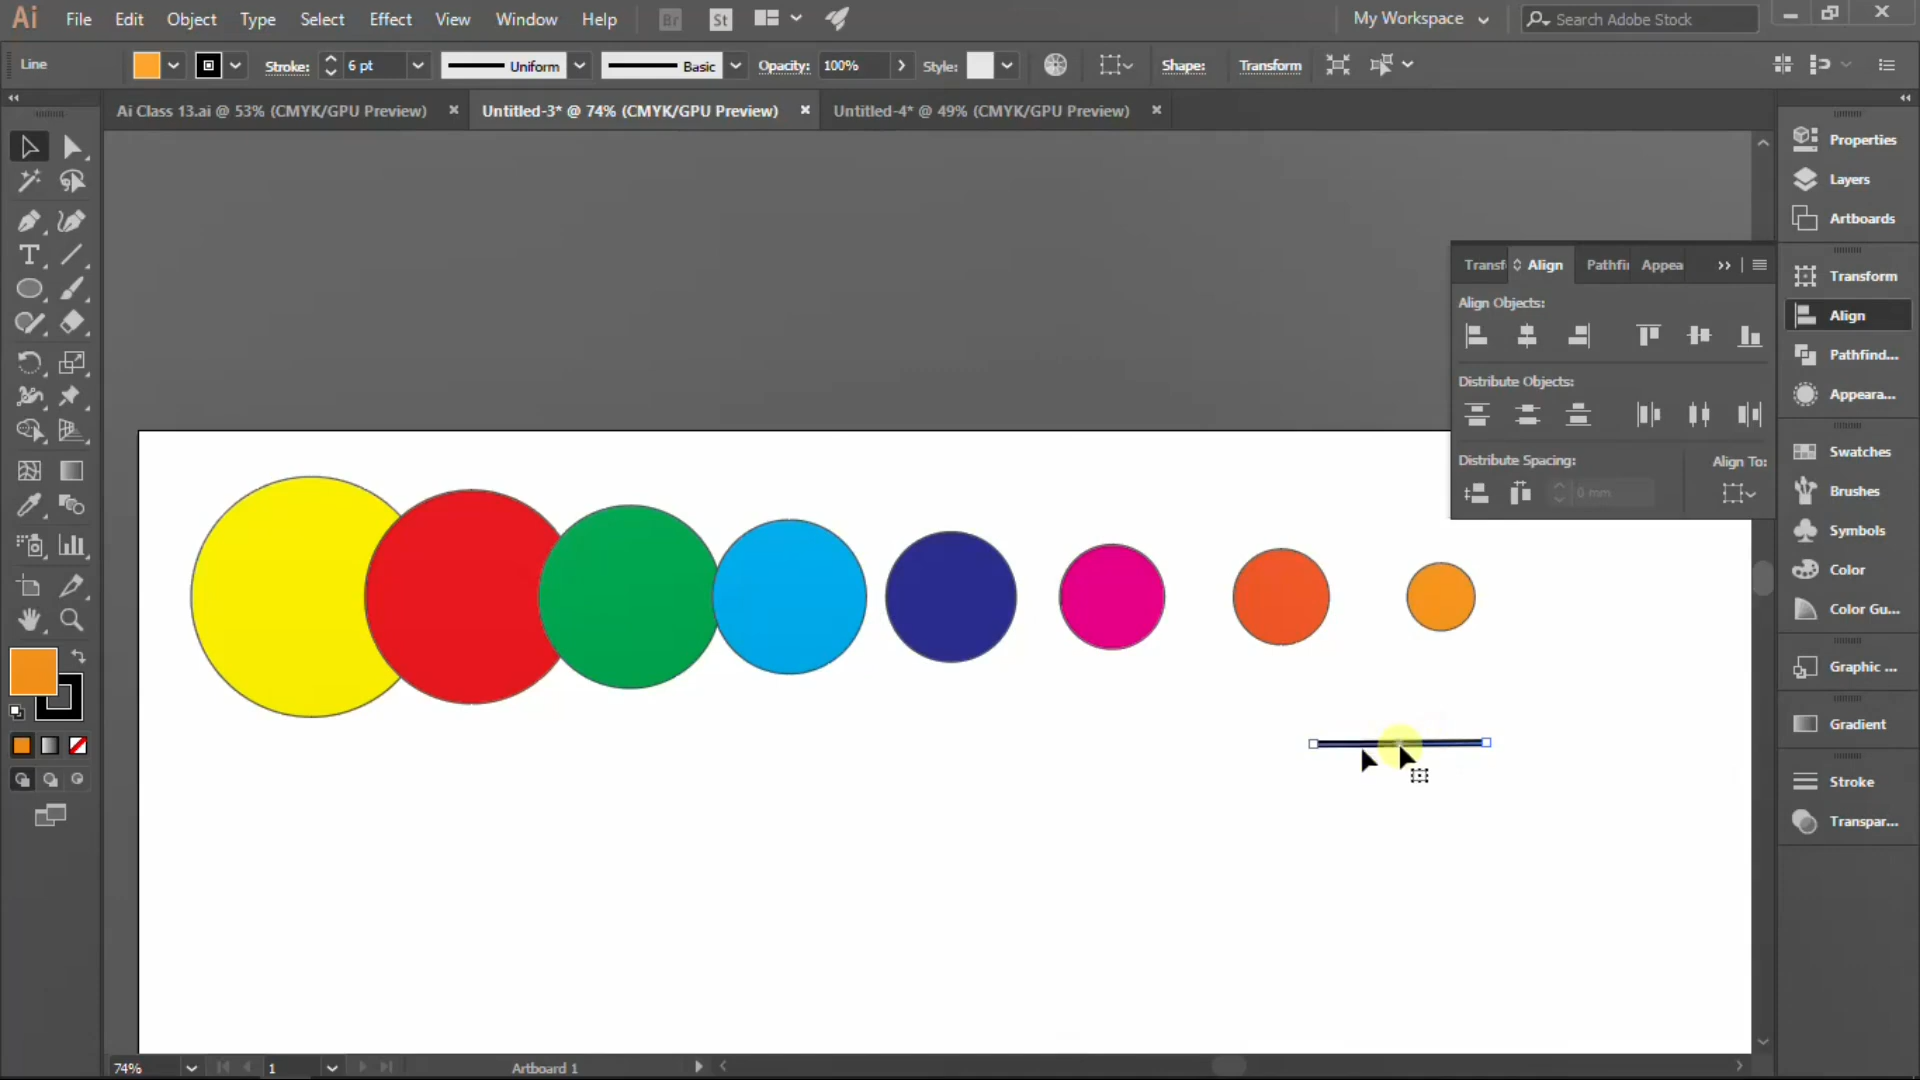 Ai File Edit Object Type Select Effect View Window Help Br St My Workspace Search Adobe Stock
Line Stroke: 6 pt Uniform Basic Opacity: 100% Style: Shape: Transform
Ai Class 13.ai @ 53% (CMYK/GPU Preview) Untitled-3* @ 74% (CMYK/GPU Preview) Untitled-4* @ 49% (CMYK/GPU Preview)
Properties
Layers
Artboards
Transform
Align
Pathfind...
Appeara...
Swatches
Brushes
Symbols
Color
Color Gu...
Graphic ...
Gradient
Stroke
Transpar...
Transf Align Pathfi Appea
Align Objects:
Distribute Objects:
Distribute Spacing: Align To:
0 mm
T
74% 1 Artboard 1